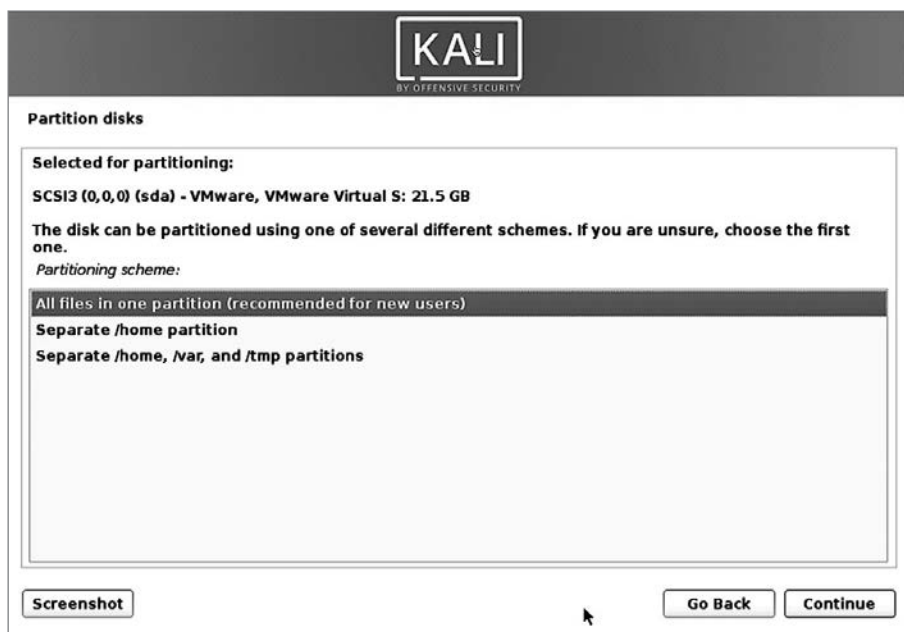 KALI
BY OFFENSIVE SECURITY
Partition disks
Selected for partitioning:
SCSI3 (0,0,0) (sda) - VMware, VMware Virtual S: 21.5 GB
The disk can be partitioned using one of several different schemes. If you are unsure, choose the first
one.
Partitioning scheme:
All files in one partition (recommended for new users)
Separate /home partition
Separate /home, /var, and /tmp partitions
Screenshot
Go Back
Continue